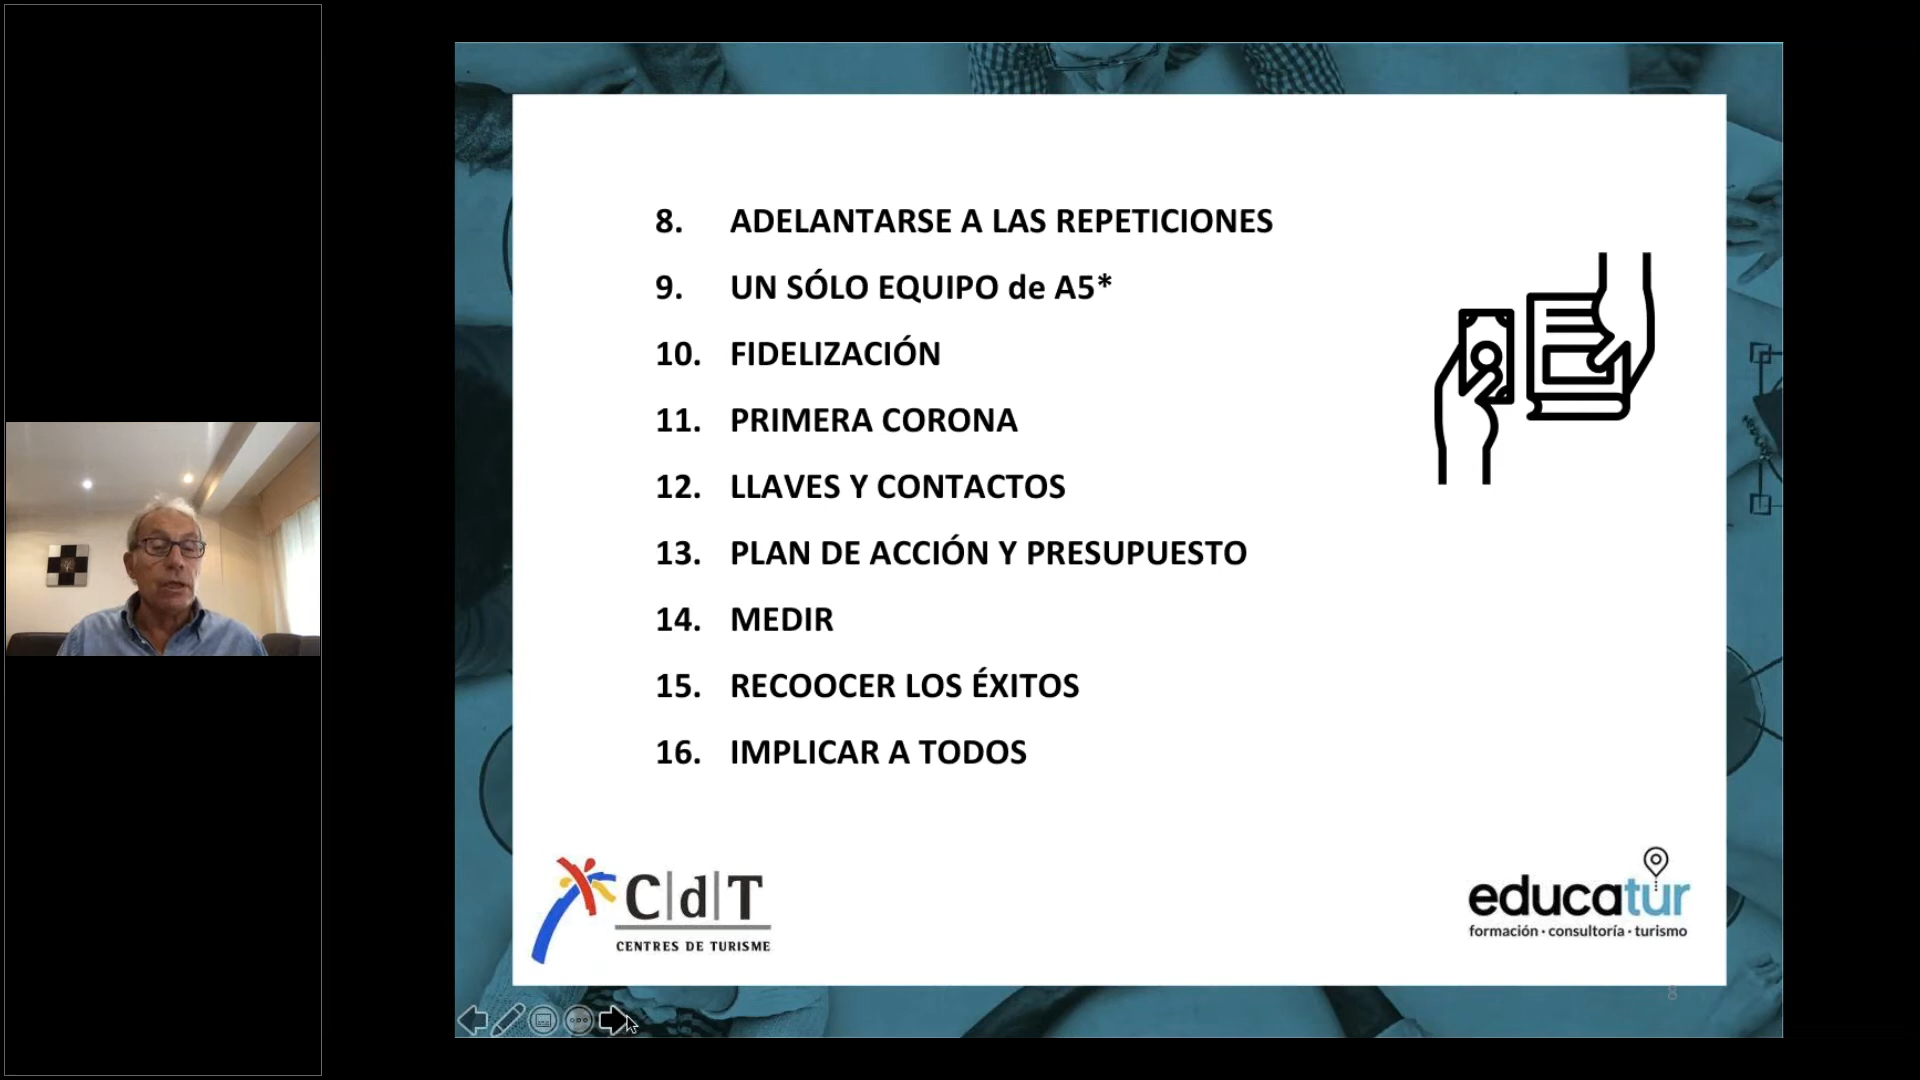 8. ADELANTARSE A LAS REPETICIONES
9. UN SÓLO EQUIPO de A5*
10. FIDELIZACIÓN
11. PRIMERA CORONA
12. LLAVES Y CONTACTOS
13. PLAN DE ACCIÓN Y PRESUPUESTO
14. MEDIR
15. RECOOCER LOS ÉXITOS
16. IMPLICAR A TODOS
C|d|T
CENTRES DE TURISME
educatur
formación · consultoría · turismo
8